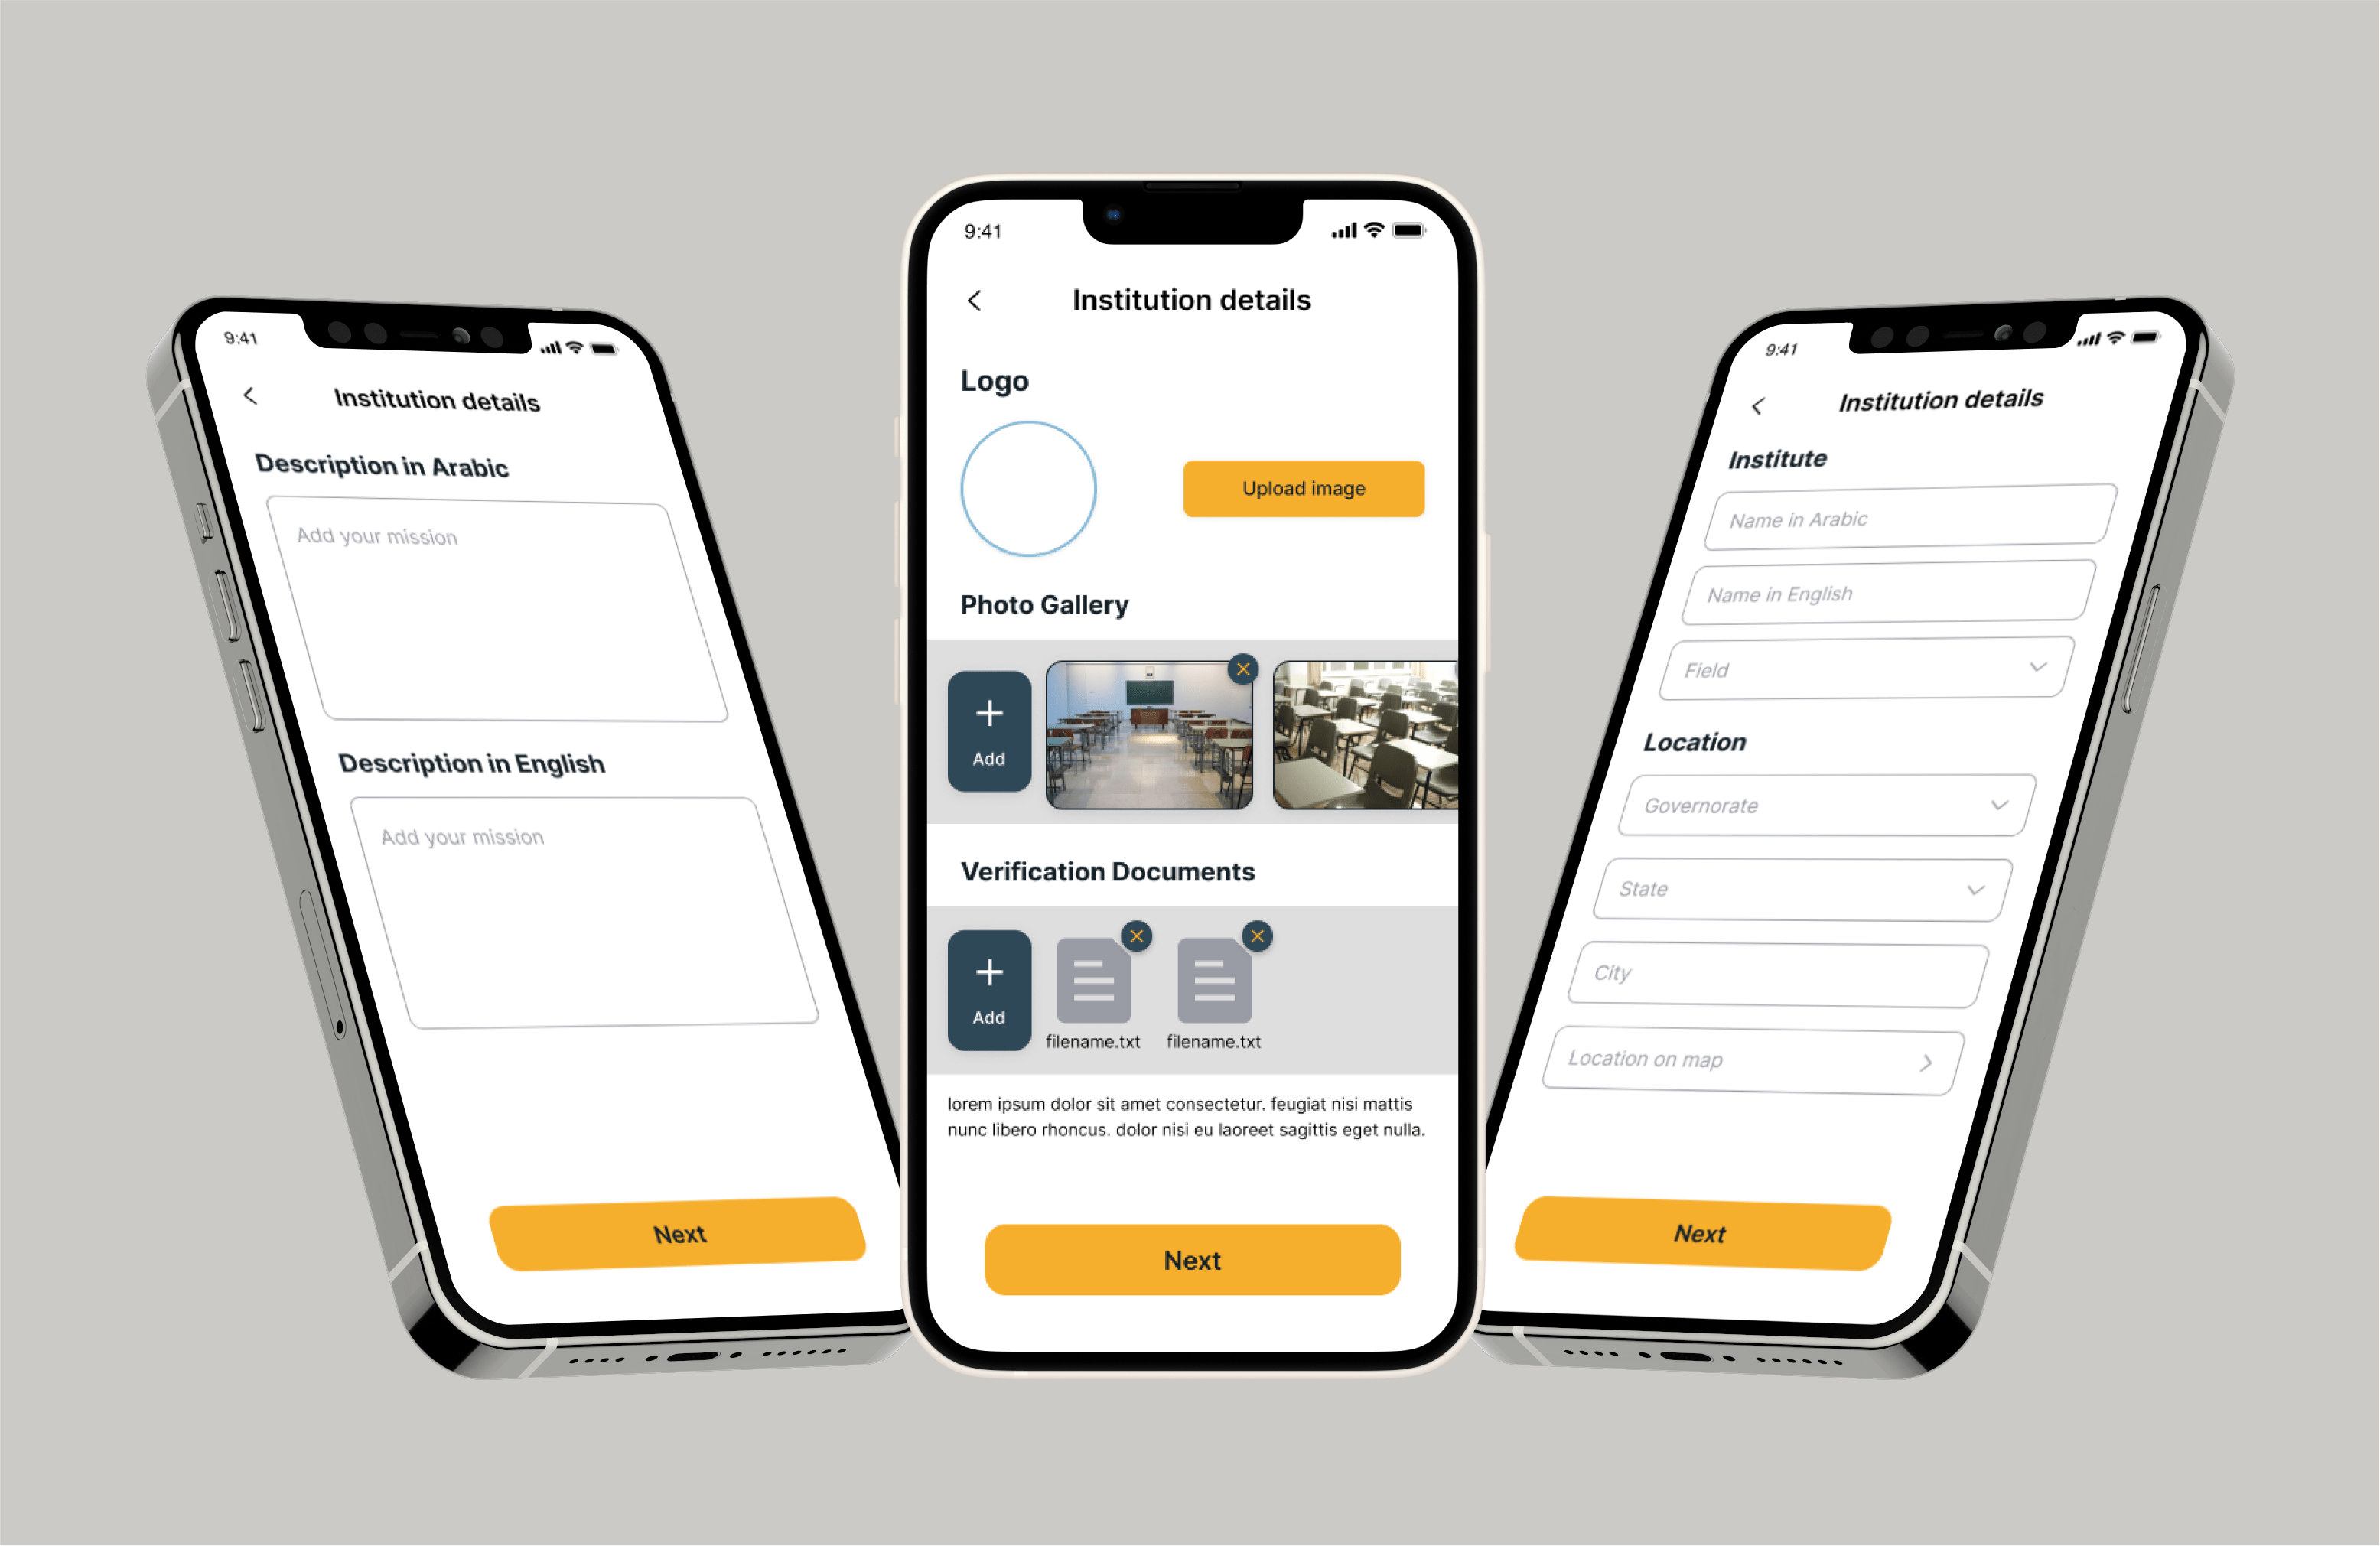 9:41
Institution details
Description in Arabic
Add your mission
Description in English
Add your mission
Next
9:41
Institution details
Logo
Upload image
Photo Gallery
Add
Verification Documents
Add
filename.txt
filename.txt
lorem ipsum dolor sit amet consectetur. feugiat nisi mattis
nunc libero rhoncus. dolor nisi eu laoreet sagittis eget nulla.
Next
9:41
Institution details
Institute
Name in Arabic
Name in English
Field
Location
Governorate
State
City
Location on map
Next